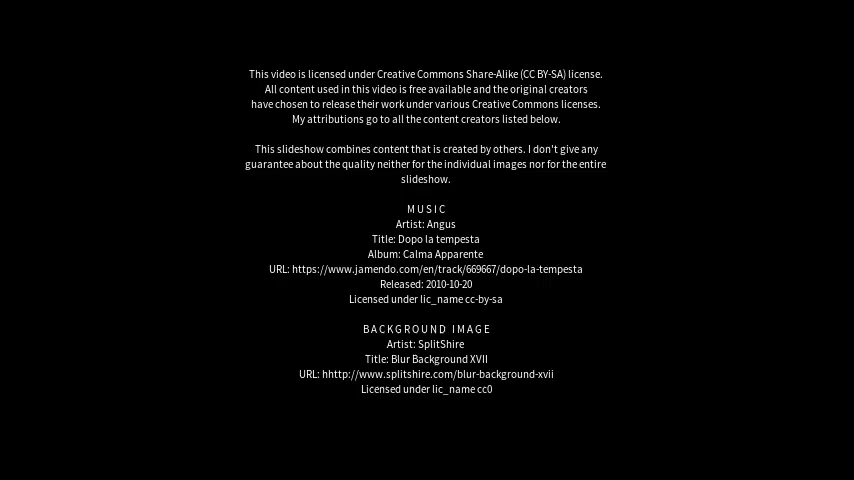 This video is licensed under Creative Commons Share-Alike (CC BY-SA) license.
All content used in this video is free available and the original creators
have chosen to release their work under various Creative Commons licenses.
My attributions go to all the content creators listed below.
This slideshow combines content that is created by others. I don't give any
guarantee about the quality neither for the individual images nor for the entire
slideshow.
MUSIC
Artist: Angus
Title: Dopo la tempesta
Album: Calma Apparente
URL: https://www.jamendo.com/en/track/669667/dopo-la-tempesta
Released: 2010-10-20
Licensed under lic_name cc-by-sa
BACKGROUND IMAGE
Artist: SplitShire
Title: Blur Background XVII
URL: hhttp://www.splitshire.com/blur-background-xvii
Licensed under lic_name cc0